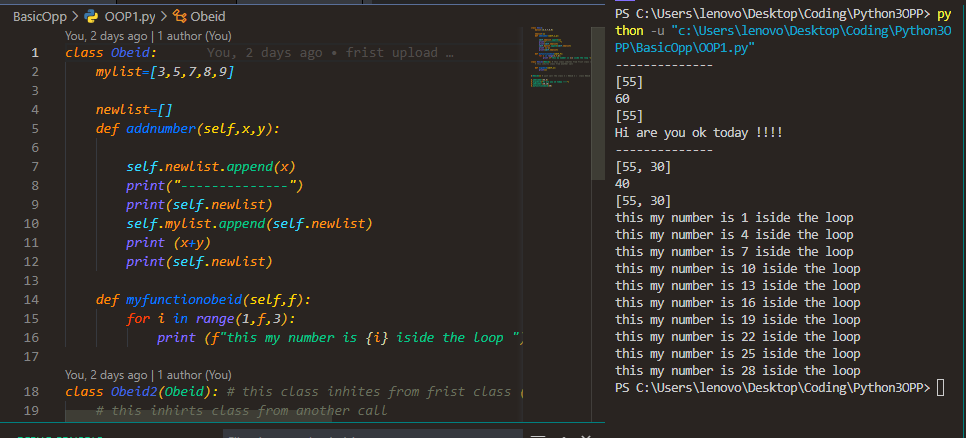 BasicOpp > OOP1.py > Obeid
You, 2 days ago | 1 author (You)
1 class Obeid: You, 2 days ago • frist upload …
2 mylist=[3,5,7,8,9]
3
4 newlist=[]
5 def addnumber(self,x,y):
6
7 self.newlist.append(x)
8 print("--------------")
9 print(self.newlist)
10 self.mylist.append(self.newlist)
11 print (x+y)
12 print(self.newlist)
13
14 def myfunctionobeid(self,f):
15 for i in range(1,f,3):
16 print (f"this my number is {i} iside the loop ")
17
You, 2 days ago | 1 author (You)
18 class Obeid2(Obeid): # this class inhites from frist class (
19 # this inhirts class from another call
PS C:\Users\lenovo\Desktop\Coding\Python3OPP> py
thon -u "c:\Users\lenovo\Desktop\Coding\Python3O
PP\BasicOpp\OOP1.py"
--------------
[55]
60
[55]
Hi are you ok today !!!!
--------------
[55, 30]
40
[55, 30]
this my number is 1 iside the loop
this my number is 4 iside the loop
this my number is 7 iside the loop
this my number is 10 iside the loop
this my number is 13 iside the loop
this my number is 16 iside the loop
this my number is 19 iside the loop
this my number is 22 iside the loop
this my number is 25 iside the loop
this my number is 28 iside the loop
PS C:\Users\lenovo\Desktop\Coding\Python3OPP>